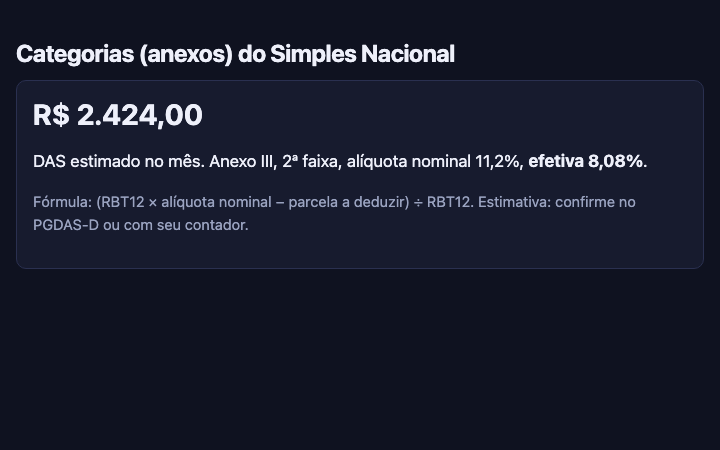 Categorias (anexos) do Simples Nacional
R$ 2.424,00
DAS estimado no mês. Anexo III, 2ª faixa, alíquota nominal 11,2%, efetiva 8,08%.
Fórmula: (RBT12 × alíquota nominal − parcela a deduzir) ÷ RBT12. Estimativa: confirme no
PGDAS-D ou com seu contador.